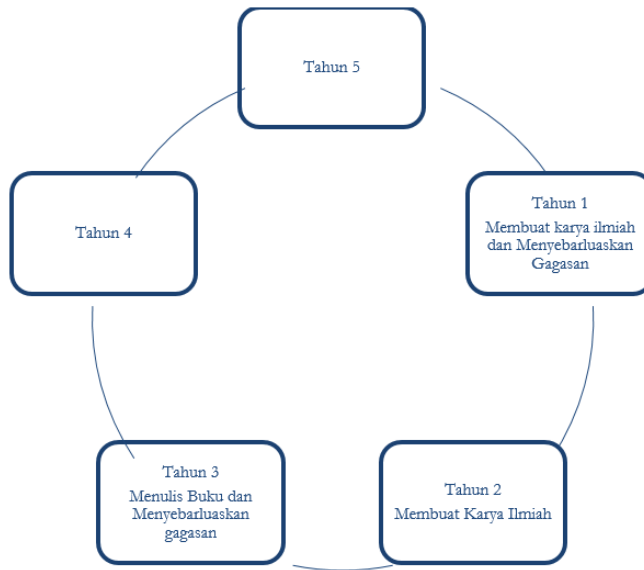 Tahun 5
Tahun 4
Tahun 1
Membuat karya ilmiah
dan Menyebarluaskan
Gagasan
Tahun 3
Menulis Buku dan
Menyebarluaskan
gagasan
Tahun 2
Membuat Karya Ilmiah